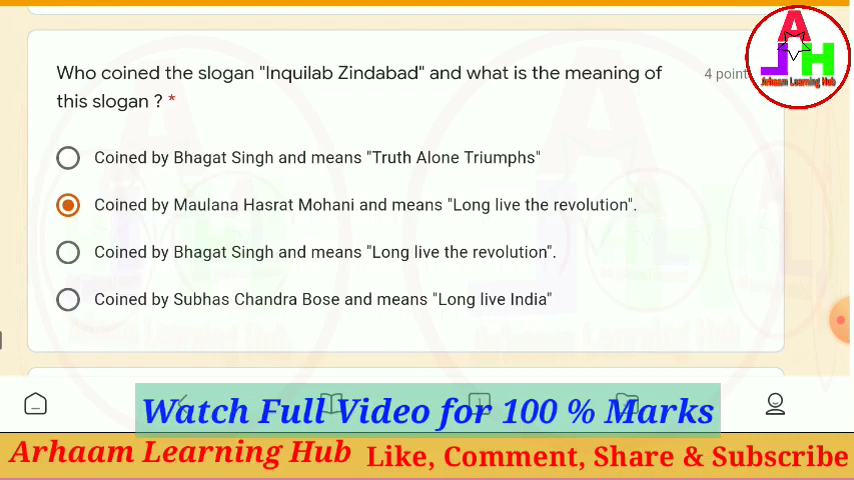 Who coined the slogan "Inquilab Zindabad" and what is the meaning of
4 point
this slogan ? *
Coined by Bhagat Singh and means "Truth Alone Triumphs"
Coined by Maulana Hasrat Mohani and means "Long live the revolution".
Coined by Bhagat Singh and means "Long live the revolution".
Coined by Subhas Chandra Bose and means "Long live India"
A
J H
Arhaam Learning Hub
Watch Full Video for 100 % Marks
Arhaam Learning Hub Like, Comment, Share & Subscribe